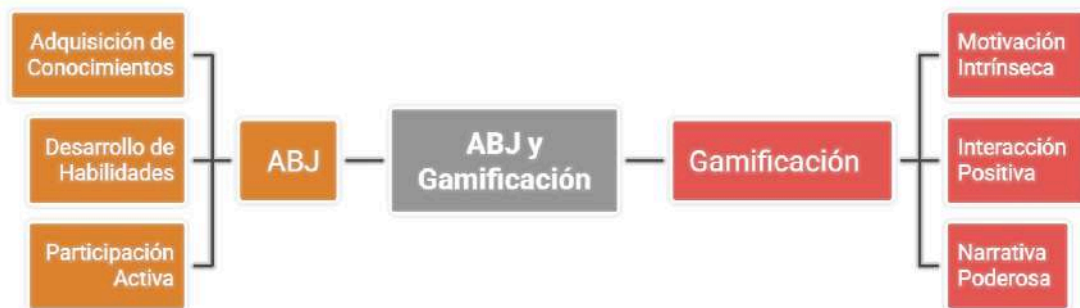 Adquisición de
Conocimientos
Desarrollo de
Habilidades
Participación
Activa
ABJ
ABJ y
Gamificación
Gamificación
Motivación
Intrínseca
Interacción
Positiva
Narrativa
Poderosa